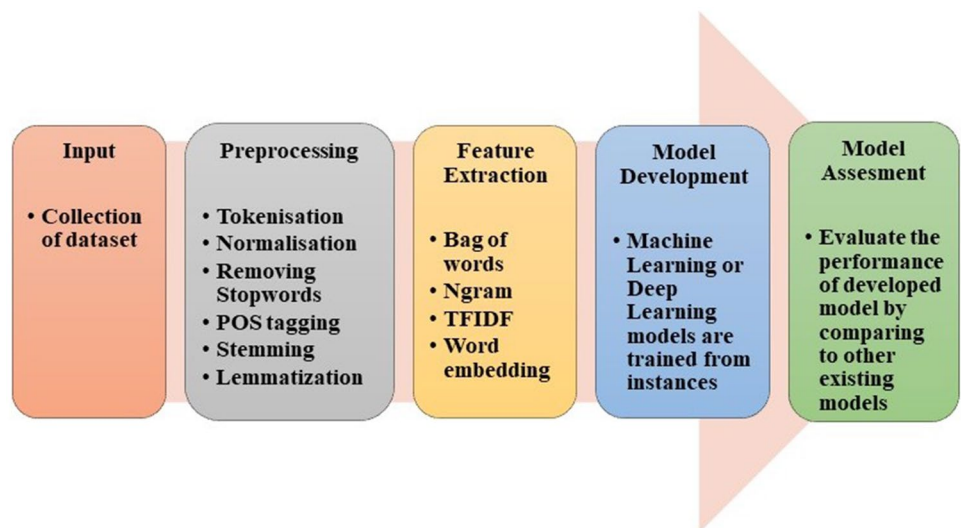 Input
• Collection
of dataset
Preprocessing
• Tokenisation
• Normalisation
• Removing
Stopwords
• POS tagging
• Stemming
• Lemmatization
Feature
Extraction
• Bag of
words
• Ngram
• TFIDF
• Word
embedding
Model
Development
• Machine
Learning or
Deep
Learning
models are
trained from
instances
Model
Assesment
• Evaluate the
performance
of developed
model by
comparing
to other
existing
models